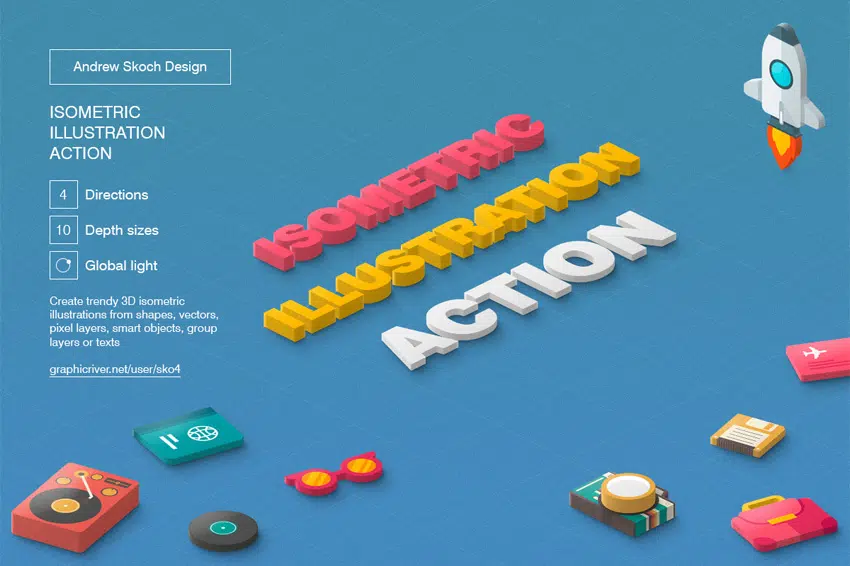 Andrew Skoch Design
ISOMETRIC
ILLUSTRATION
ACTION
4 Directions
10 Depth sizes
Global light
Create trendy 3D isometric
illustrations from shapes, vectors,
pixel layers, smart objects, group
layers or texts
graphicriver.net/user/sko4
ISOMETRIC
ILLUSTRATION
ACTION